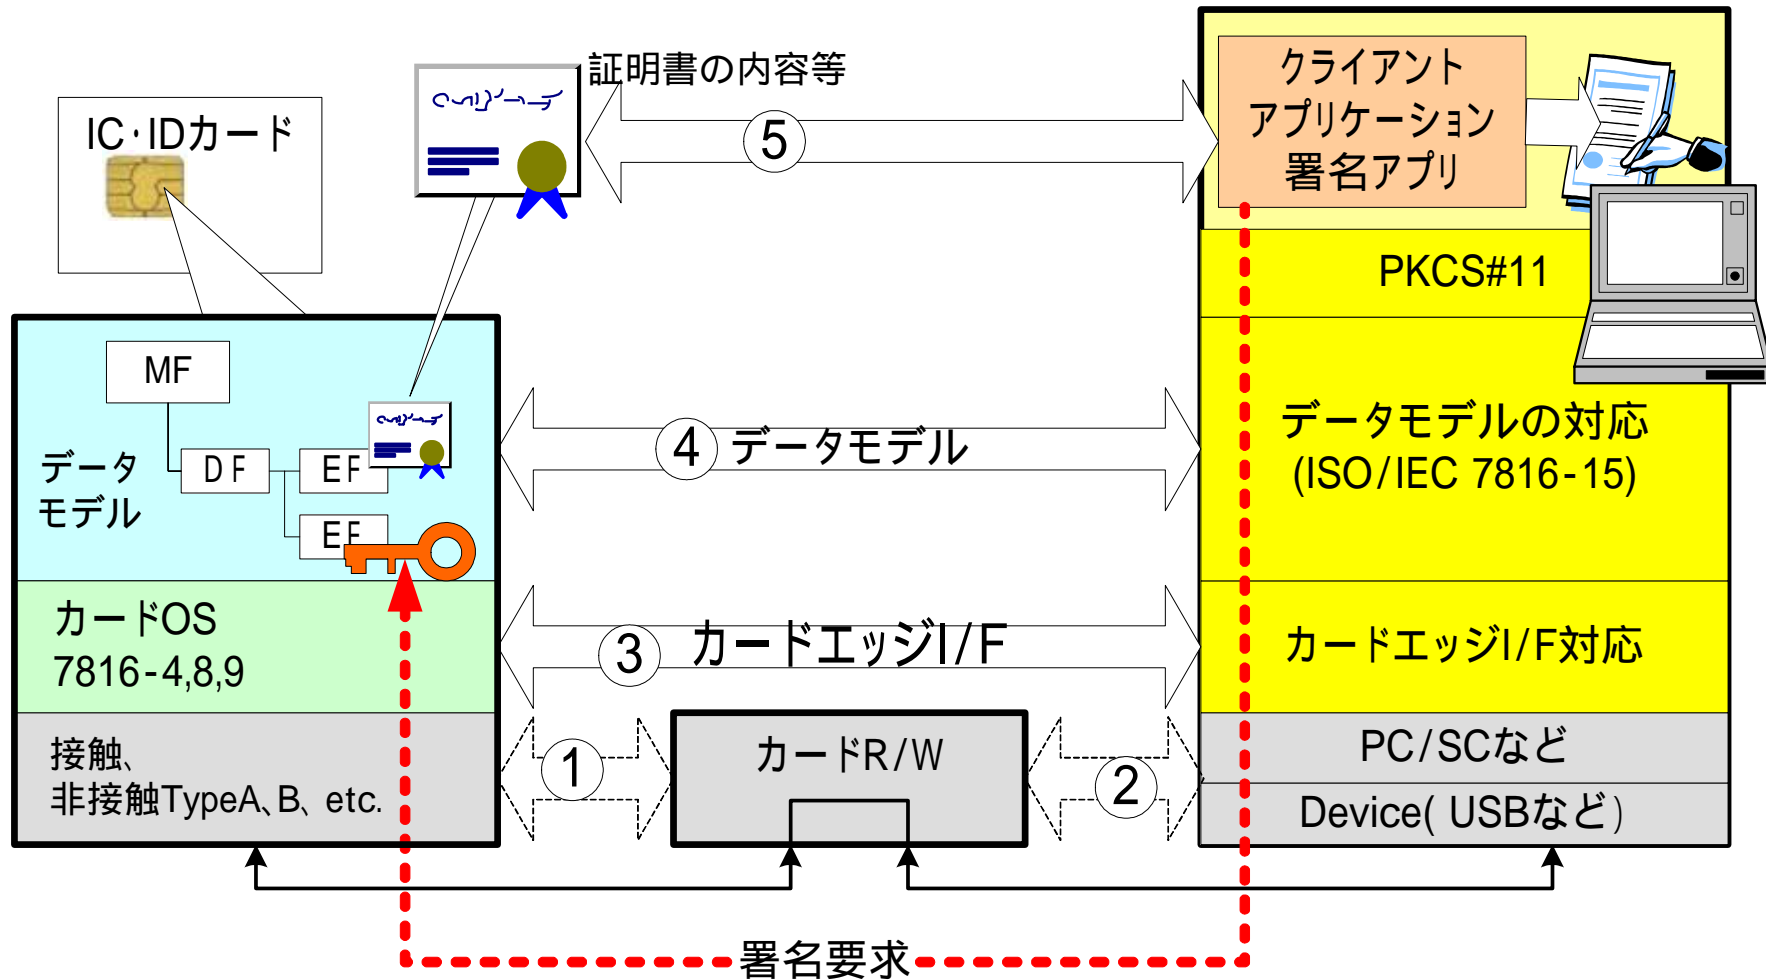 証明書の内容等
IC・IDカード
⑤
クライアント
アプリケーション
署名アプリ
PKCS#11
MF
DF
EF
EF
データ
モデル
④ データモデル
データモデルの対応
(ISO/IEC 7816-15)
カードOS
7816-4,8,9
③ カードエッジI/F
カードエッジI/F対応
接触、
非接触TypeA、B、etc.
①
カードR/W
②
PC/SCなど
Device( USBなど)
署名要求